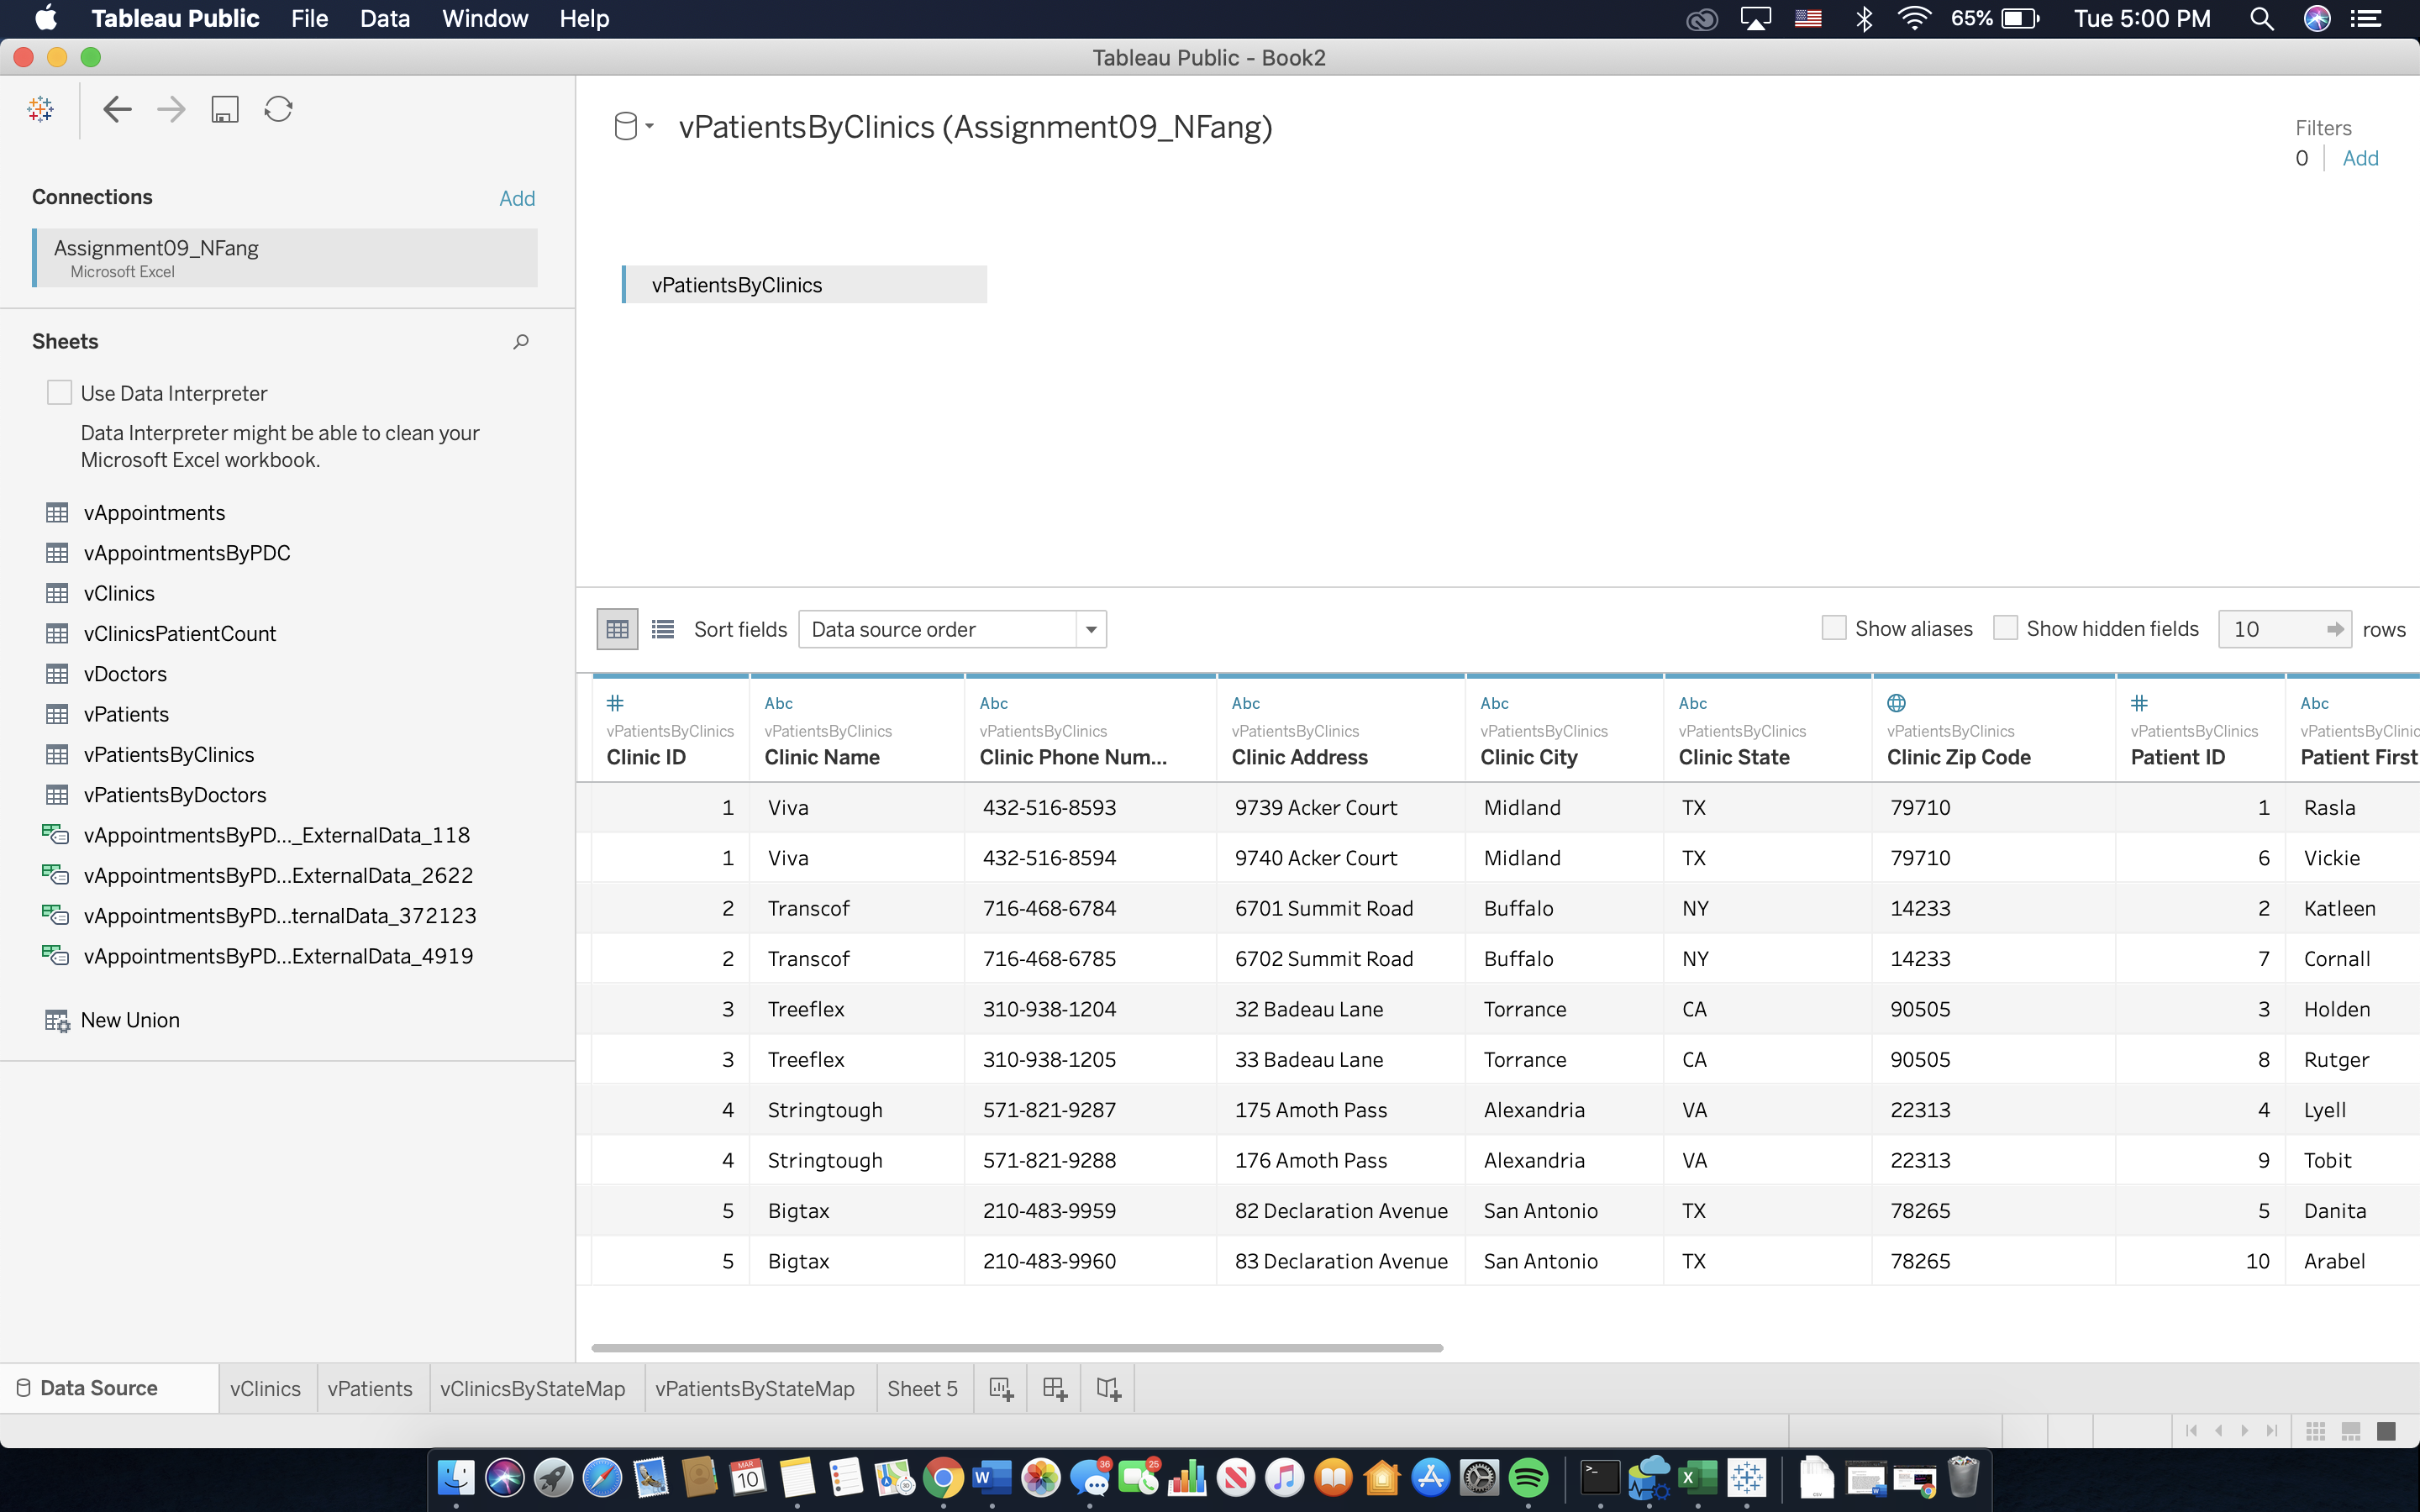 Tableau Public File Data Window Help 65% Tue 5:00 PM
Tableau Public - Book2
vPatientsByClinics (Assignment09_NFang)
Filters
0 Add
Connections Add
Assignment09_NFang
Microsoft Excel
vPatientsByClinics
Sheets
Use Data Interpreter
Data Interpreter might be able to clean your
Microsoft Excel workbook.
vAppointments
vAppointmentsByPDC
vClinics
vClinicsPatientCount
vDoctors
vPatients
vPatientsByClinics
vPatientsByDoctors
vAppointmentsByPD..._ExternalData_118
vAppointmentsByPD...ExternalData_2622
vAppointmentsByPD...ternalData_372123
vAppointmentsByPD...ExternalData_4919
New Union
Sort fields Data source order Show aliases Show hidden fields 10 rows
# Abc Abc Abc Abc Abc # Abc
vPatientsByClinics vPatientsByClinics vPatientsByClinics vPatientsByClinics vPatientsByClinics vPatientsByClinics vPatientsByClinics vPatientsByClinics vPatientsByClinic
Clinic ID Clinic Name Clinic Phone Num... Clinic Address Clinic City Clinic State Clinic Zip Code Patient ID Patient First
1 Viva 432-516-8593 9739 Acker Court Midland TX 79710 1 Rasla
1 Viva 432-516-8594 9740 Acker Court Midland TX 79710 6 Vickie
2 Transcof 716-468-6784 6701 Summit Road Buffalo NY 14233 2 Katleen
2 Transcof 716-468-6785 6702 Summit Road Buffalo NY 14233 7 Cornall
3 Treeflex 310-938-1204 32 Badeau Lane Torrance CA 90505 3 Holden
3 Treeflex 310-938-1205 33 Badeau Lane Torrance CA 90505 8 Rutger
4 Stringtough 571-821-9287 175 Amoth Pass Alexandria VA 22313 4 Lyell
4 Stringtough 571-821-9288 176 Amoth Pass Alexandria VA 22313 9 Tobit
5 Bigtax 210-483-9959 82 Declaration Avenue San Antonio TX 78265 5 Danita
5 Bigtax 210-483-9960 83 Declaration Avenue San Antonio TX 78265 10 Arabel
Data Source vClinics vPatients vClinicsByStateMap vPatientsByStateMap Sheet 5
MAR
10
W
36
25
X